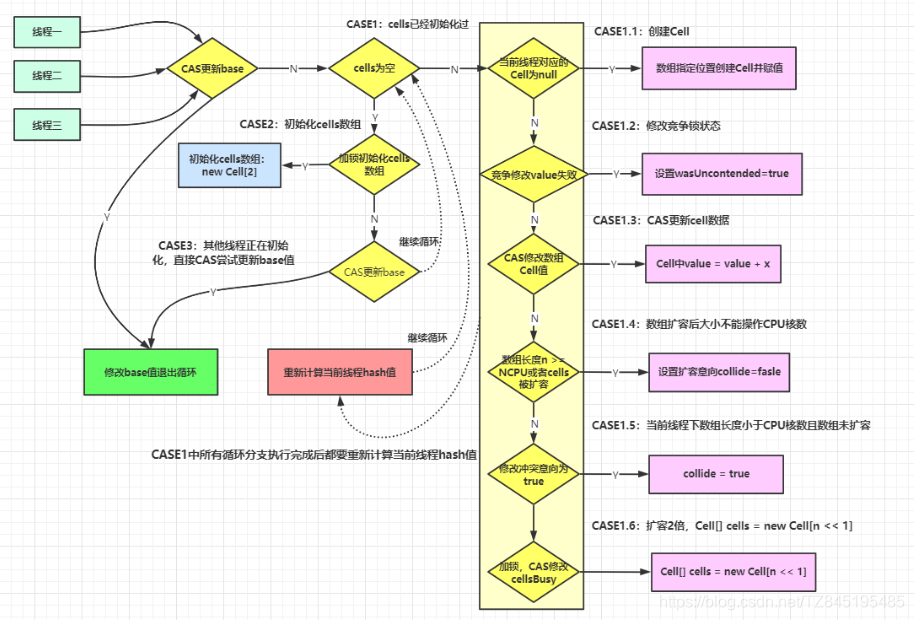 线程一
线程二
线程三
CAS更新base
N
Y
CASE1：cells已经初始化过
cells为空
N
Y
CASE2：初始化cells数组
加锁初始化cells
数组
Y
初始化cells数组:
new Cell[2]
N
CASE3：其他线程正在初始
化，直接CAS尝试更新base值
CAS更新base
Y
继续循环
继续循环
修改base值退出循环
重新计算当前线程hash值
CASE1中所有循环分支执行完成后都要重新计算当前线程hash值
当前线程对应的
Cell为null
Y
CASE1.1：创建Cell
数组指定位置创建Cell并赋值
N
CASE1.2：修改竞争锁状态
竞争修改value失败
Y
设置wasUncontended=true
N
CASE1.3：CAS更新cell数据
CAS修改数组
Cell值
Y
Cell中value = value + x
N
CASE1.4：数组扩容后大小不能操作CPU核数
数组长度n >=
NCPU或者cells
被扩容
Y
设置扩容意向collide=fasle
N
CASE1.5：当前线程下数组长度小于CPU核数且数组未扩容
修改冲突意向为
true
Y
collide = true
CASE1.6：扩容2倍，Cell[] cells = new Cell[n << 1]
加锁，CAS修改
cellsBusy
Cell[] cells = new Cell[n << 1]
https://blog.csdn.net/TZ845195485